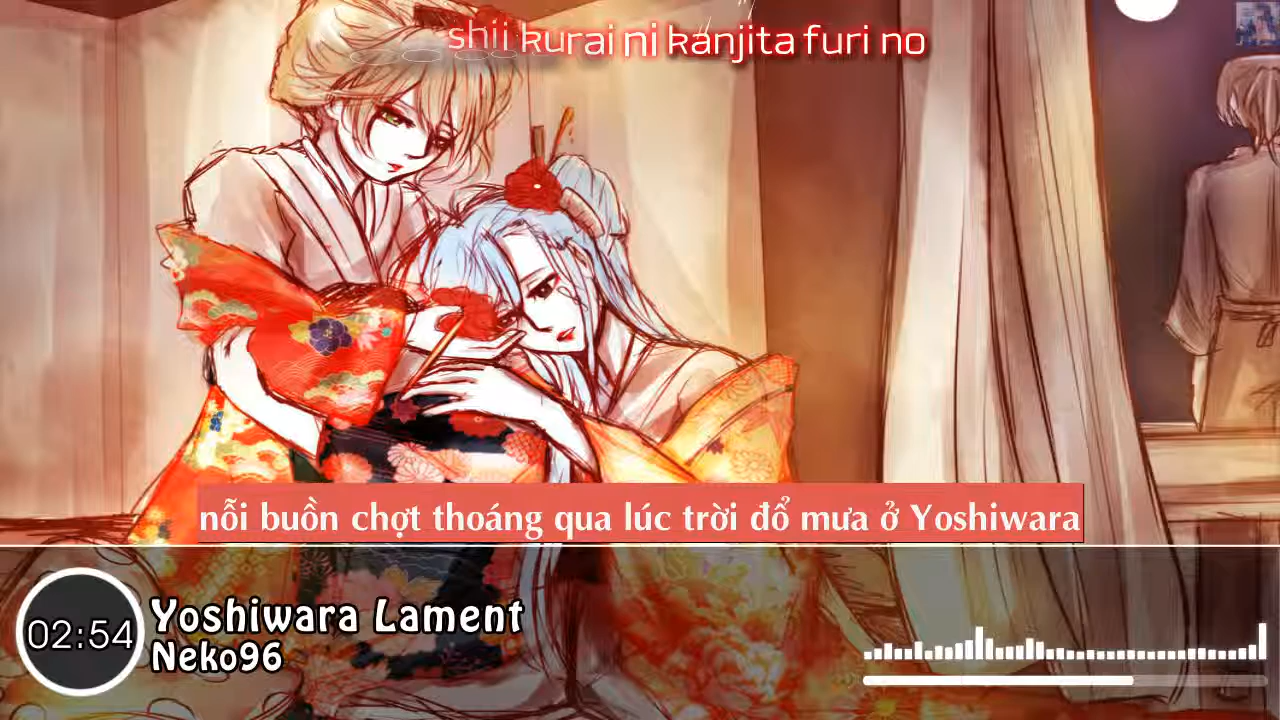 shii kurai ni kanjita furi no
nỗi buồn chợt thoáng qua lúc trời đổ mưa ở Yoshiwara
02:54
Yoshiwara Lament
Neko96